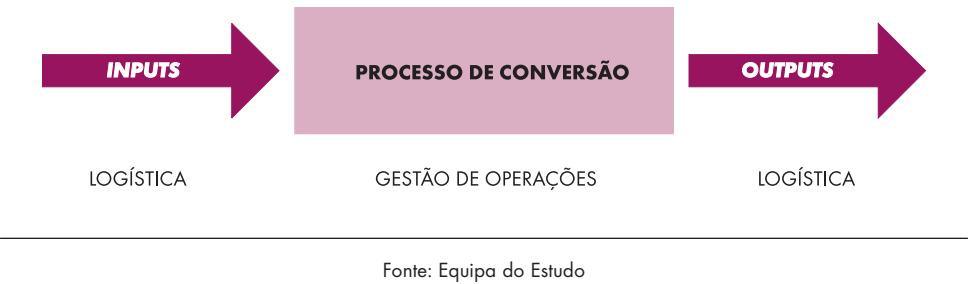 INPUTS
PROCESSO DE CONVERSÃO
OUTPUTS
LOGÍSTICA
GESTÃO DE OPERAÇÕES
LOGÍSTICA
Fonte: Equipa do Estudo